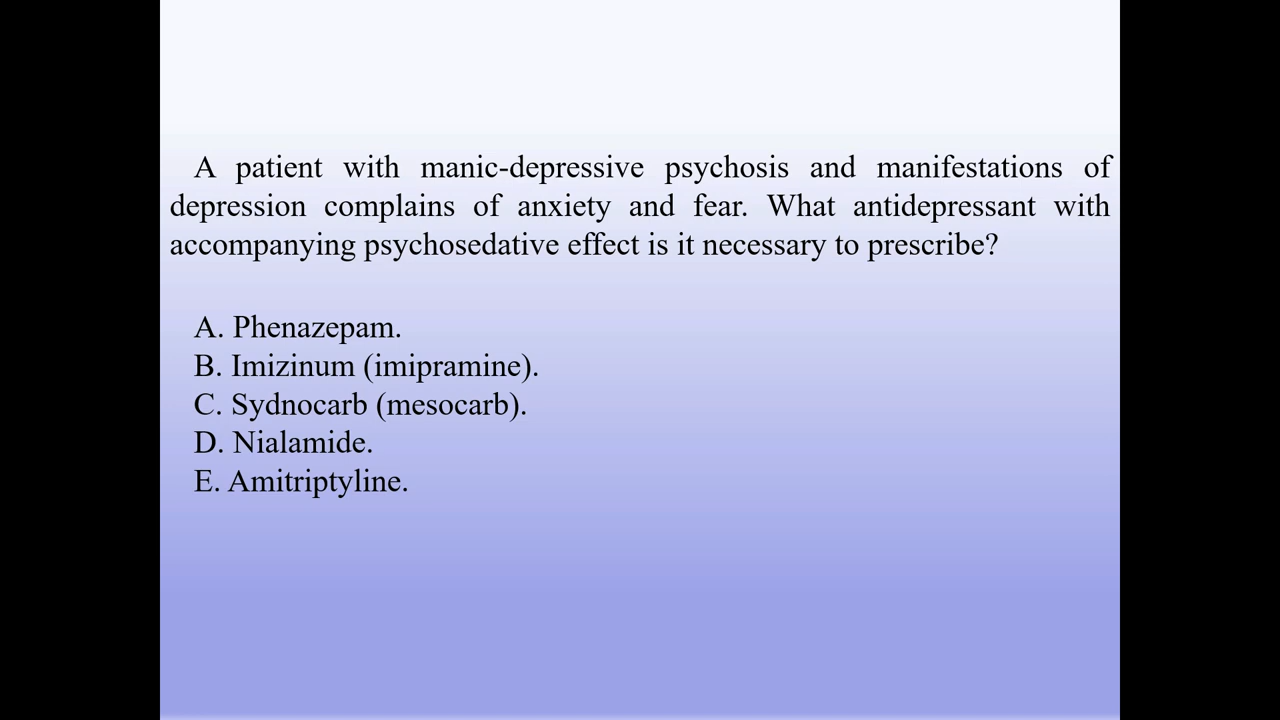 A patient with manic-depressive psychosis and manifestations of
depression complains of anxiety and fear. What antidepressant with
accompanying psychosedative effect is it necessary to prescribe?
A. Phenazepam.
B. Imizinum (imipramine).
C. Sydnocarb (mesocarb).
D. Nialamide.
E. Amitriptyline.